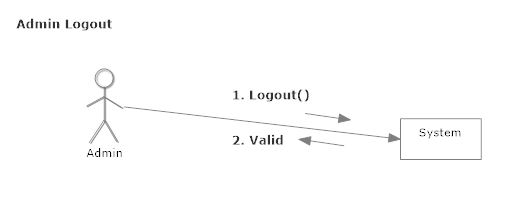 Admin Logout
1. Logout()
System
2. Valid
Admin